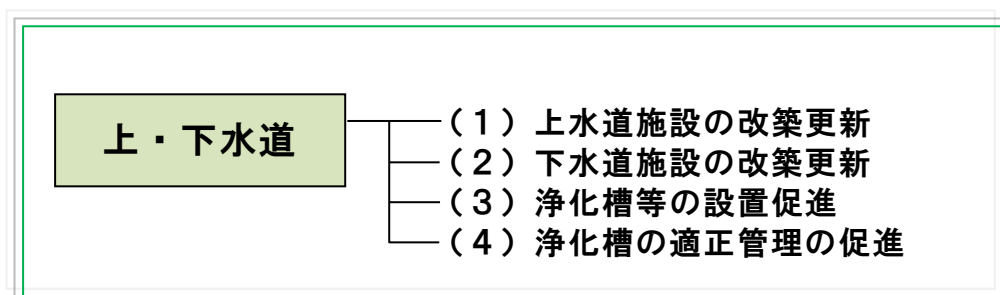 上・下水道
（１）上水道施設の改築更新
（２）下水道施設の改築更新
（３）浄化槽等の設置促進
（４）浄化槽の適正管理の促進